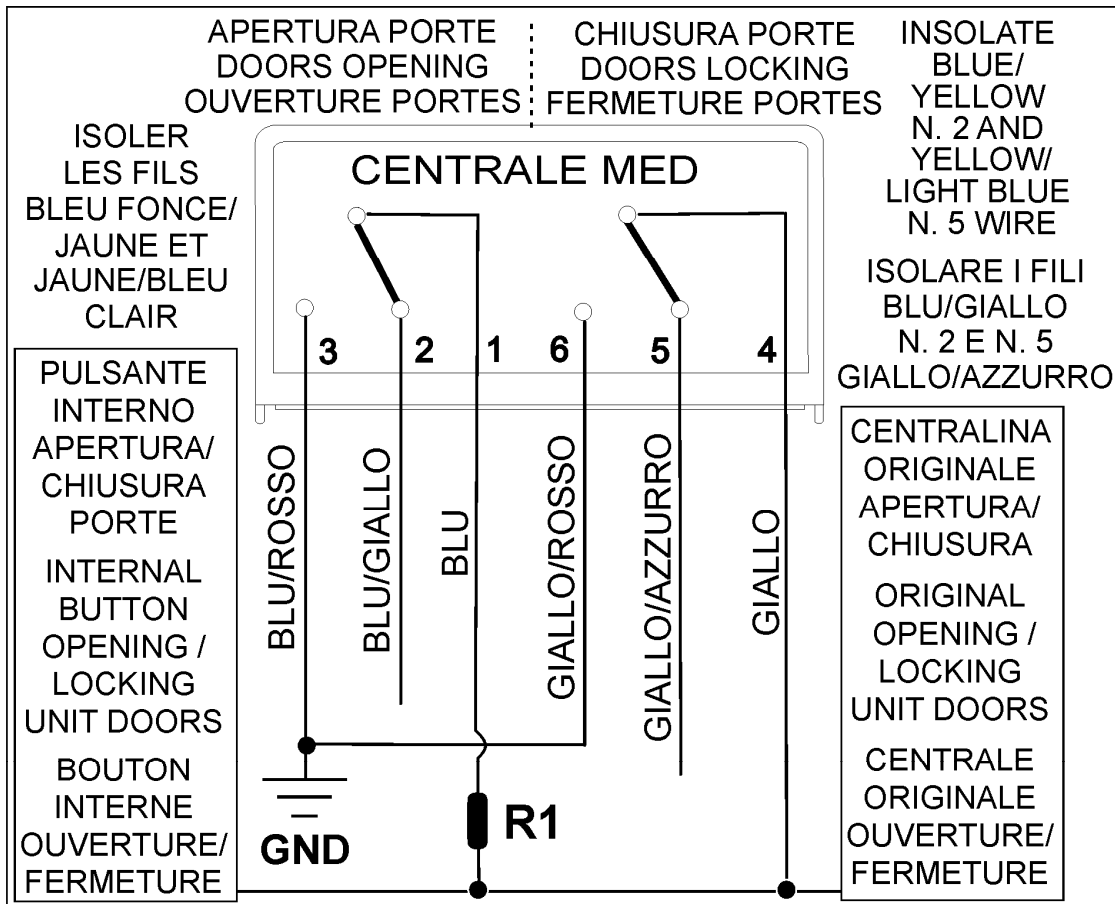 APERTURA PORTE
DOORS OPENING
OUVERTURE PORTES
CHIUSURA PORTE
DOORS LOCKING
FERMETURE PORTES
INSOLATE
BLUE/
YELLOW
N. 2 AND
YELLOW/
LIGHT BLUE
N. 5 WIRE
ISOLARE I FILI
BLU/GIALLO
N. 2 E N. 5
GIALLO/AZZURRO
ISOLER
LES FILS
BLEU FONCE/
JAUNE ET
JAUNE/BLEU
CLAIR
CENTRALE MED
3 2 1 6 5 4
PULSANTE
INTERNO
APERTURA/
CHIUSURA
PORTE
INTERNAL
BUTTON
OPENING /
LOCKING
UNIT DOORS
BOUTON
INTERNE
OUVERTURE/
FERMETURE
BLU/ROSSO
BLU/GIALLO
BLU
GIALLO/ROSSO
GIALLO/AZZURRO
GIALLO
GND
R1
CENTRALINA
ORIGINALE
APERTURA/
CHIUSURA
ORIGINAL
OPENING /
LOCKING
UNIT DOORS
CENTRALE
ORIGINALE
OUVERTURE/
FERMETURE